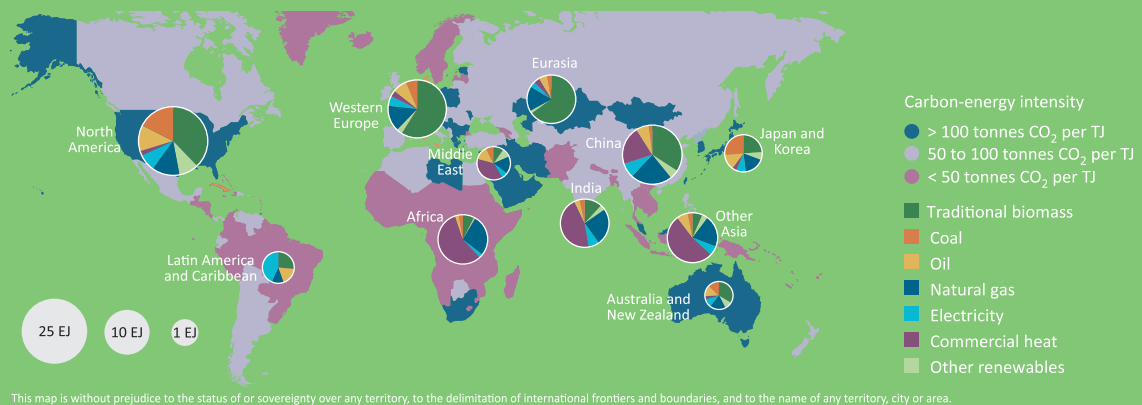 Eurasia
Western
Europe
North
America
Middle
East
China
Japan and
Korea
India
Africa
Other
Asia
Latin America
and Caribbean
Australia and
New Zealand
25 EJ
10 EJ
1 EJ
Carbon-energy intensity
> 100 tonnes CO2 per TJ
50 to 100 tonnes CO2 per TJ
< 50 tonnes CO2 per TJ
Traditional biomass
Coal
Oil
Natural gas
Electricity
Commercial heat
Other renewables
This map is without prejudice to the status of or sovereignty over any territory, to the delimitation of international frontiers and boundaries, and to the name of any territory, city or area.